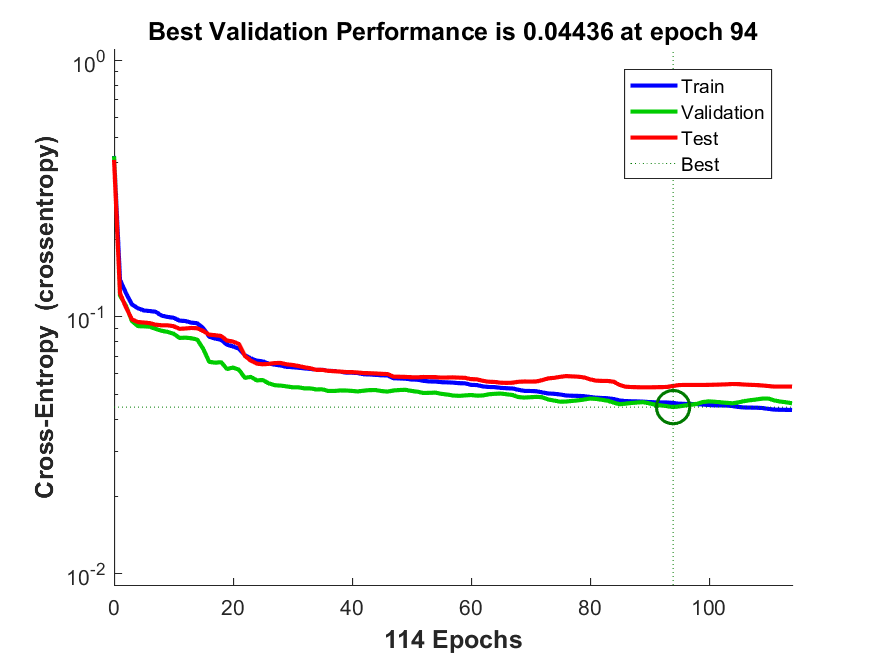 Best Validation Performance is 0.04436 at epoch 94
Cross-Entropy (crossentropy)
10^0
10^-1
10^-2
Train
Validation
Test
Best
0 20 40 60 80 100
114 Epochs